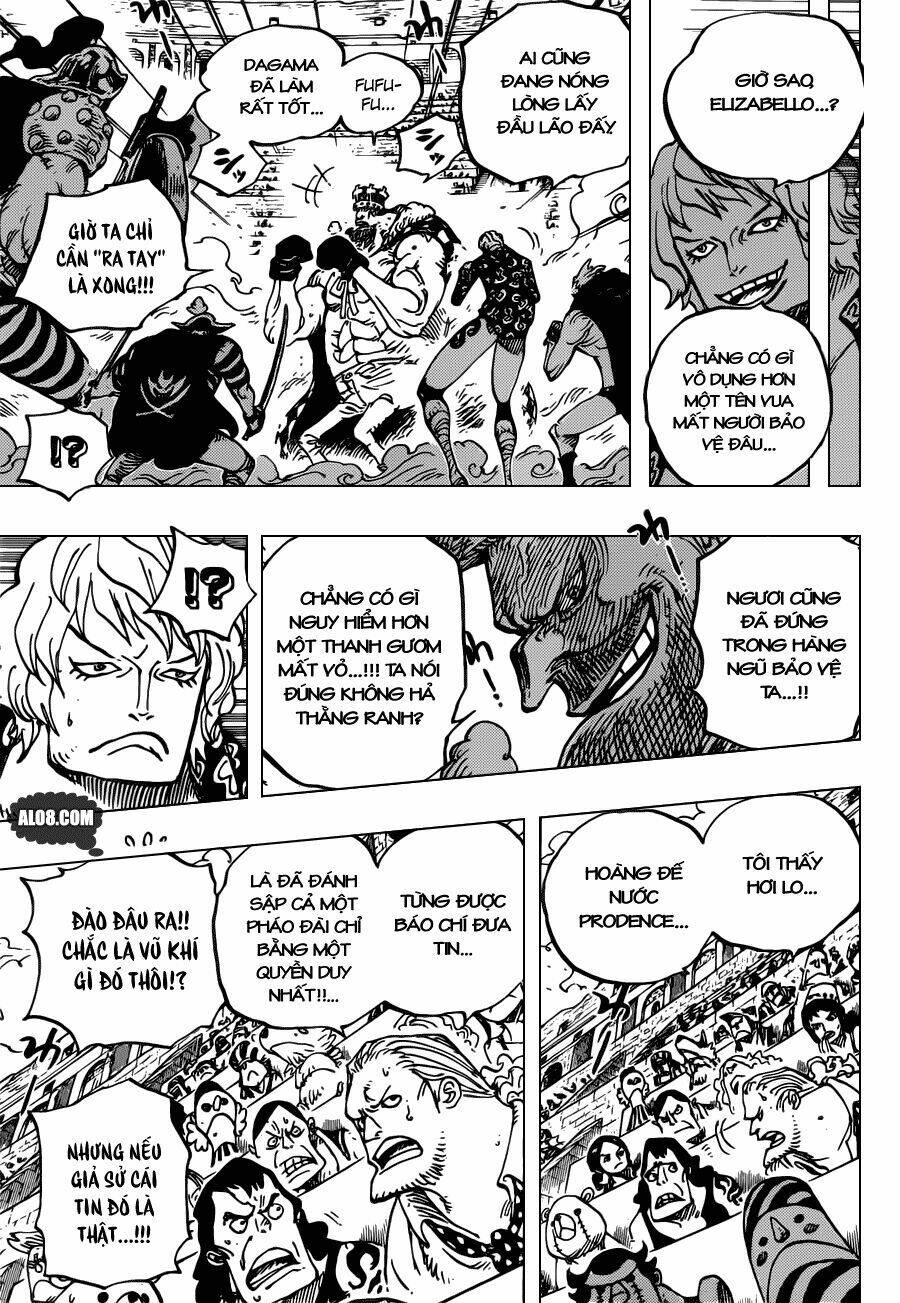 GIỜ SAO,
ELIZABELLO...?
CHẲNG CÓ GÌ
VÔ DỤNG HƠN
MỘT TÊN VUA
MẤT NGƯỜI BẢO
VỆ ĐÂU...
AI CŨNG
ĐANG NÓNG
LÒNG LẤY
ĐẦU LÃO ĐẤY.
FUFU-
FU...
DAGAMA
ĐÃ LÀM
RẤT TỐT...
GIỜ TA CHỈ
CẦN "RA TAY"
LÀ XONG!!!
!?
NGƯƠI CŨNG
ĐÃ ĐỨNG
TRONG HÀNG
NGŨ BẢO VỆ
TA...!!
CHẲNG CÓ GÌ
NGUY HIỂM HƠN
MỘT THANH GƯƠM
MẤT VỎ...!!! TA NÓI
ĐÚNG KHÔNG HẢ
THẰNG RANH?
!?
TÔI THẤY
HƠI LO...
HOÀNG ĐẾ
NƯỚC
PRODENCE...
TỪNG ĐƯỢC
BÁO CHÍ ĐƯA
TIN...
LÀ ĐÃ ĐÁNH
SẬP CẢ MỘT
PHÁO ĐÀI CHỈ
BẰNG MỘT
QUYỀN DUY
NHẤT!!...
ĐÀO ĐÂU RA!!
CHẮC LÀ VŨ KHÍ
GÌ ĐÓ THÔI!?
NHƯNG NẾU
GIẢ SỬ CÁI
TIN ĐÓ LÀ
THẬT...!!!
ALO8.COM